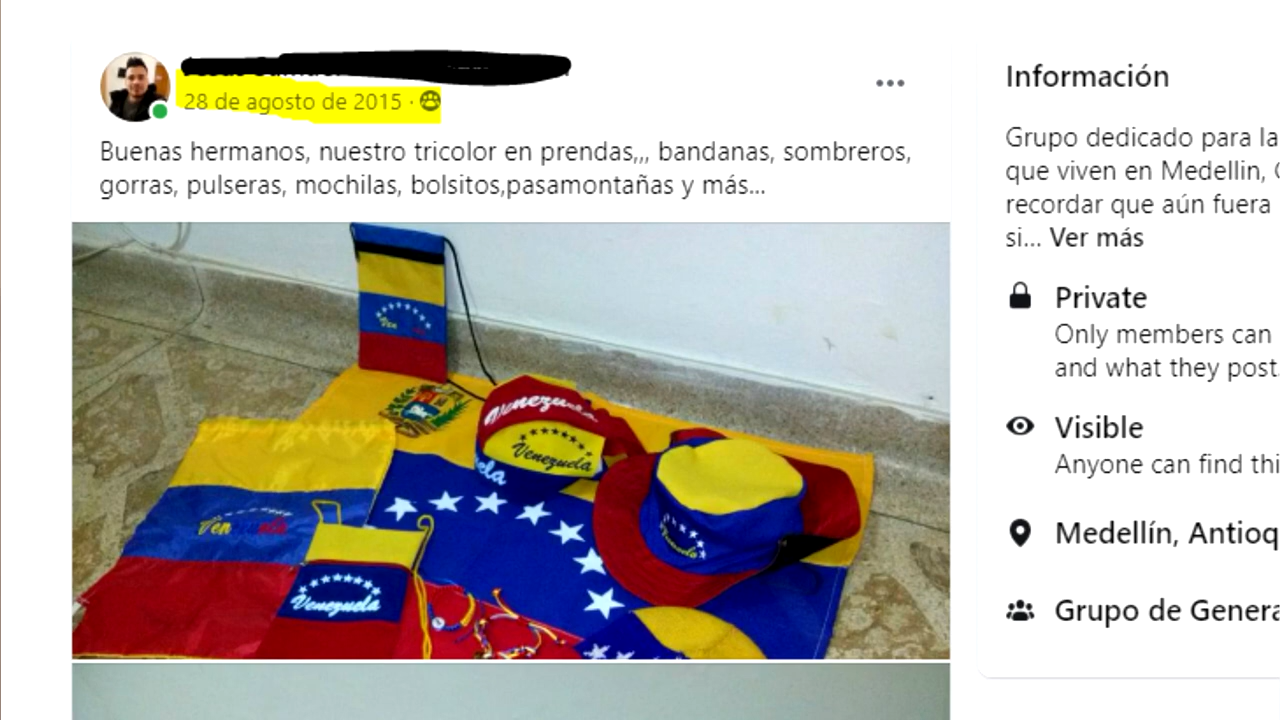 28 de agosto de 2015 ·
Buenas hermanos, nuestro tricolor en prendas,,, bandanas, sombreros,
gorras, pulseras, mochilas, bolsitos,pasamontañas y más...
Venezuela
Venezuela
Venezuela
Información
Grupo dedicado para la
que viven en Medellin,
recordar que aún fuera
si... Ver más
Private
Only members can
and what they post.
Visible
Anyone can find thi
Medellín, Antioq
Grupo de Genera